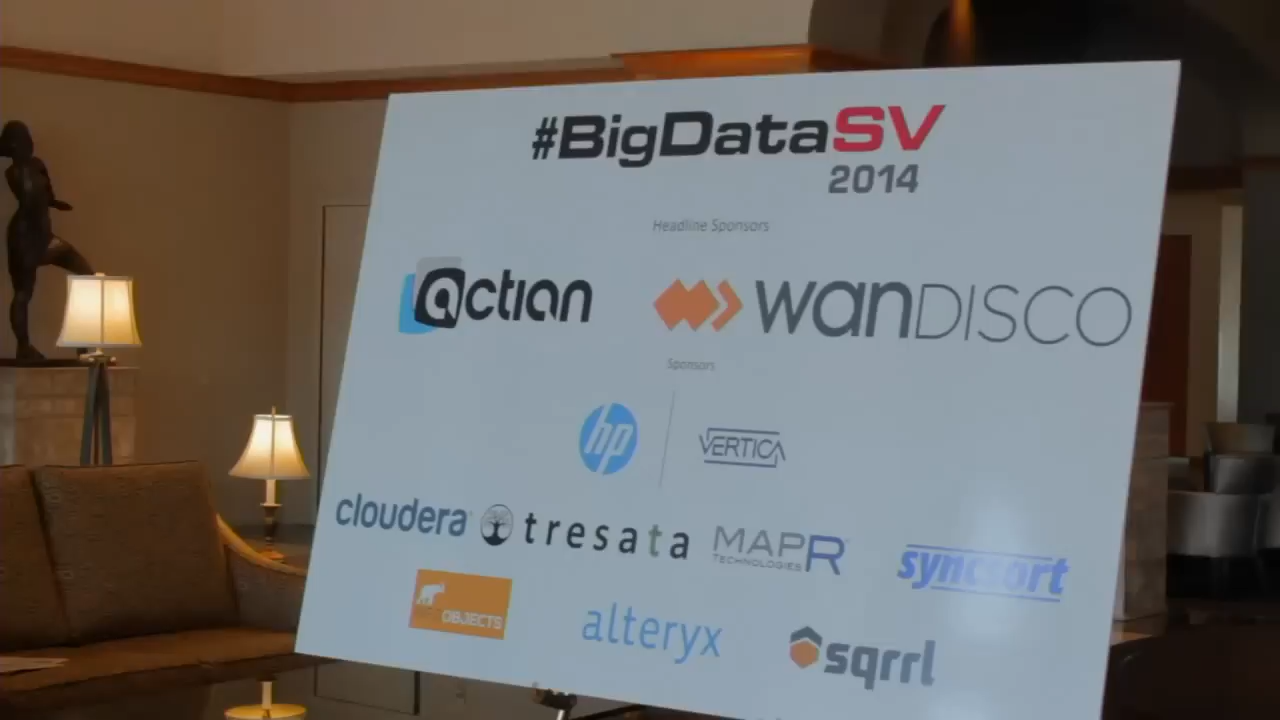 #BigDataSV
2014
Headline Sponsors
actian WANDISCO
Sponsors
hp VERTICA
cloudera tresata MAPR TECHNOLOGIES syncsort
OBJECTS alteryx sqrrl